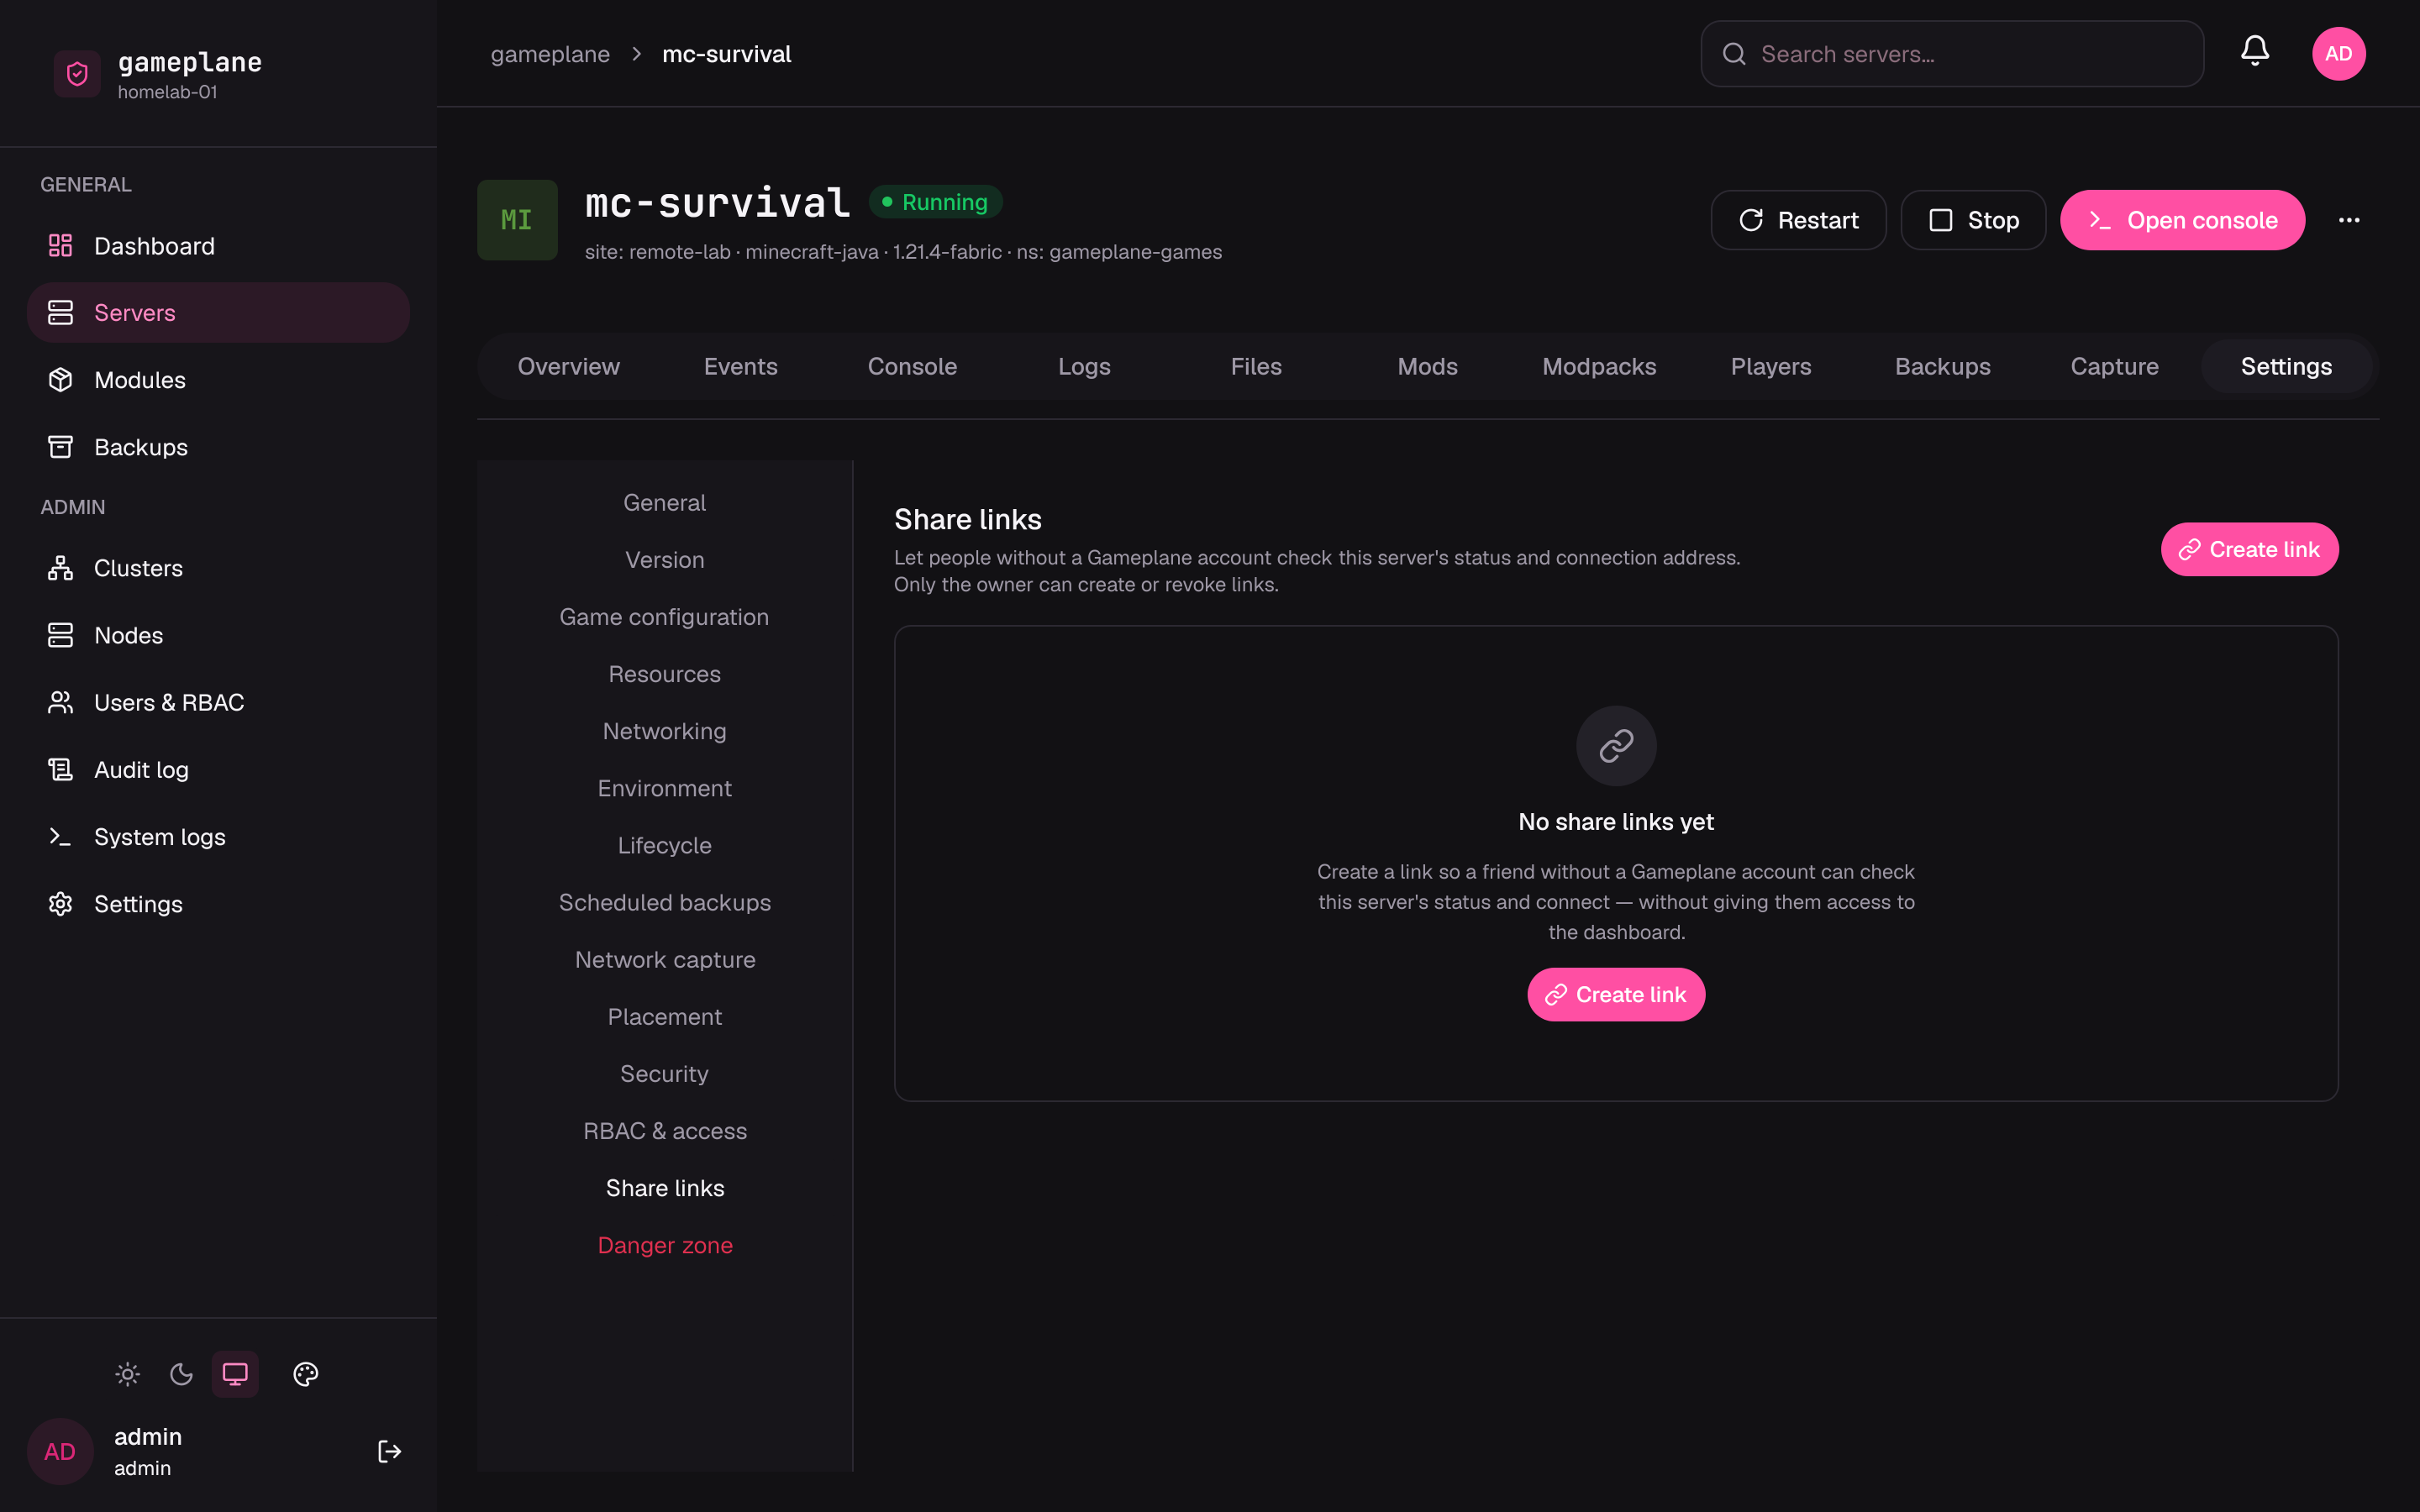 gameplane
homelab-01
GENERAL
Dashboard
Servers
Modules
Backups
ADMIN
Clusters
Nodes
Users & RBAC
Audit log
System logs
Settings
AD
admin
admin
gameplane
mc-survival
Search servers...
AD
MI
mc-survival
Running
site: remote-lab · minecraft-java · 1.21.4-fabric · ns: gameplane-games
Restart
Stop
Open console
Overview
Events
Console
Logs
Files
Mods
Modpacks
Players
Backups
Capture
Settings
General
Version
Game configuration
Resources
Networking
Environment
Lifecycle
Scheduled backups
Network capture
Placement
Security
RBAC & access
Share links
Danger zone
Share links
Let people without a Gameplane account check this server's status and connection address.
Only the owner can create or revoke links.
Create link
No share links yet
Create a link so a friend without a Gameplane account can check
this server's status and connect — without giving them access to
the dashboard.
Create link